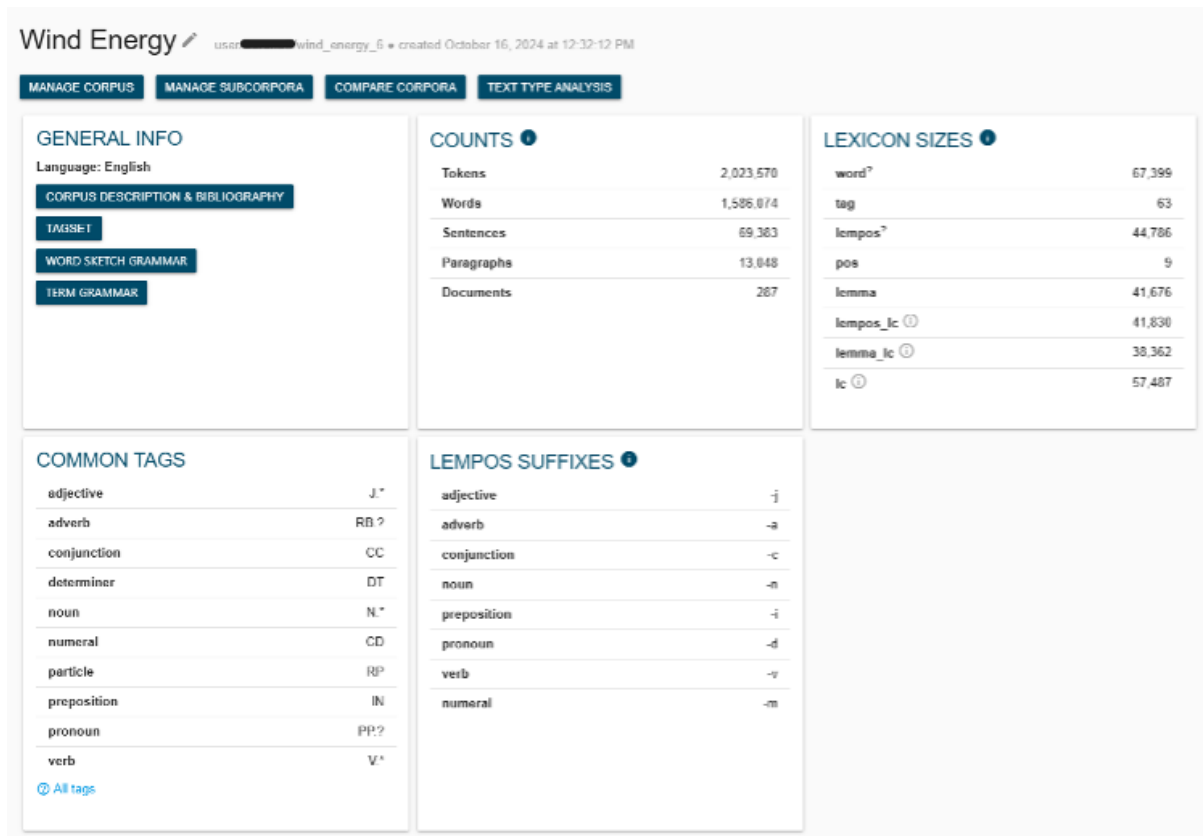 Wind Energy
user /wind_energy_6 • created October 16, 2024 at 12:32:12 PM
MANAGE CORPUS MANAGE SUBCORPORA COMPARE CORPORA TEXT TYPE ANALYSIS
GENERAL INFO
Language: English
CORPUS DESCRIPTION & BIBLIOGRAPHY
TAGSET
WORD SKETCH GRAMMAR
TERM GRAMMAR
COUNTS
Tokens 2,023,570
Words 1,586,074
Sentences 69,383
Paragraphs 13,048
Documents 287
LEXICON SIZES
word? 67,399
tag 63
lempos? 44,786
pos 9
lemma 41,676
lempos_lc 41,830
lemma_lc 38,362
lc 57,487
COMMON TAGS
adjective J.*
adverb RB.?
conjunction CC
determiner DT
noun N.*
numeral CD
particle RP
preposition IN
pronoun PP.?
verb V.*
All tags
LEMPOS SUFFIXES
adjective -j
adverb -a
conjunction -c
noun -n
preposition -i
pronoun -d
verb -v
numeral -m